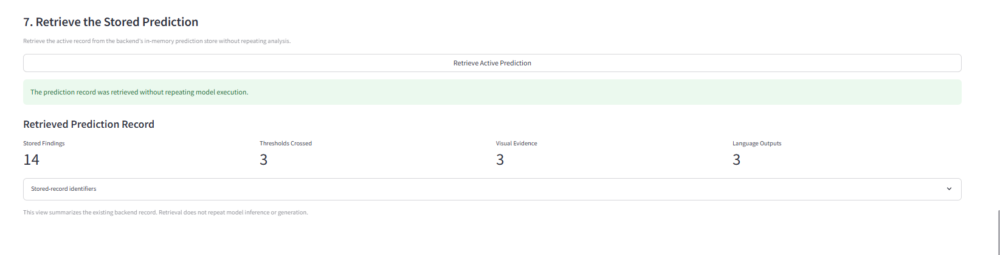 7. Retrieve the Stored Prediction
Retrieve the active record from the backend's in-memory prediction store without repeating analysis.
Retrieve Active Prediction
The prediction record was retrieved without repeating model execution.
Retrieved Prediction Record
Stored Findings
14
Thresholds Crossed
3
Visual Evidence
3
Language Outputs
3
Stored-record identifiers
This view summarizes the existing backend record. Retrieval does not repeat model inference or generation.